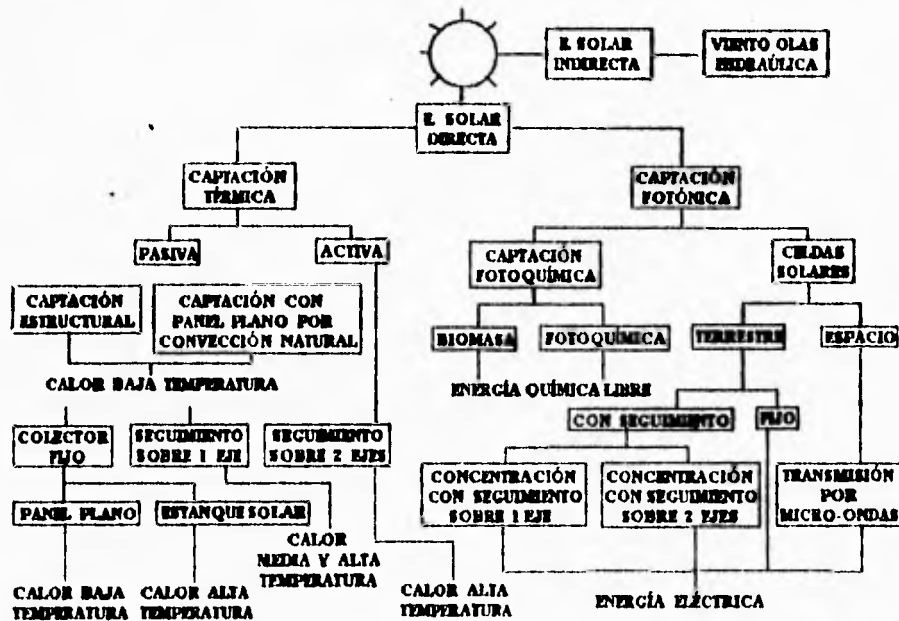 E. SOLAR
INDIRECTA
VIENTO OLAS
HIDRAÚLICA
E. SOLAR
DIRECTA
CAPTACIÓN
TÉRMICA
CAPTACIÓN
FOTÓNICA
PASIVA
ACTIVA
CAPTACIÓN
FOTOQUÍMICA
CELDAS
SOLARES
CAPTACIÓN
ESTRUCTURAL
CAPTACIÓN CON
PANEL PLANO POR
CONVECCIÓN NATURAL
BIOMASA
FOTOQUÍMICA
TERRESTRE
ESPACIO
CALOR BAJA TEMPERATURA
ENERGÍA QUÍMICA LIBRE
CON SEGUIMIENTO
FIJO
COLECTOR
FIJO
SEGUIMIENTO
SOBRE 1 EJE
SEGUIMIENTO
SOBRE 2 EJES
CONCENTRACIÓN
CON SEGUIMIENTO
SOBRE 1 EJE
CONCENTRACIÓN
CON SEGUIMIENTO
SOBRE 2 EJES
TRANSMISIÓN
POR
MICRO-ONDAS
PANEL PLANO
ESTANQUE SOLAR
CALOR
MEDIA Y ALTA
TEMPERATURA
CALOR BAJA
TEMPERATURA
CALOR ALTA
TEMPERATURA
CALOR ALTA
TEMPERATURA
ENERGÍA ELÉCTRICA